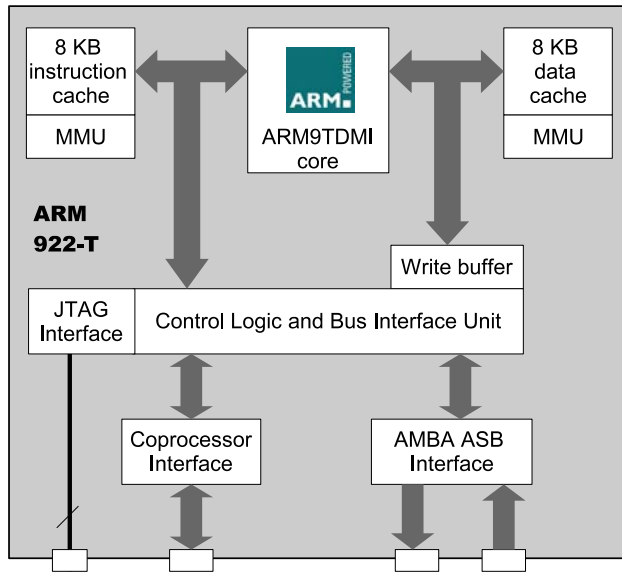 8 KB
instruction
cache
MMU
ARM
POWERED
ARM9TDMI
core
8 KB
data
cache
MMU
ARM
922-T
Write buffer
JTAG
Interface
Control Logic and Bus Interface Unit
Coprocessor
Interface
AMBA ASB
Interface